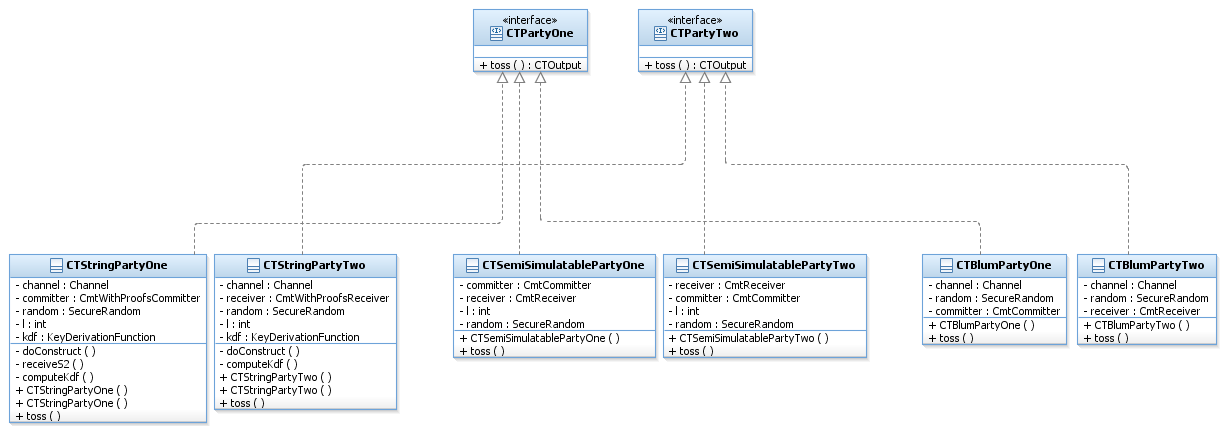 «interface»
CTPartyOne
+ toss ( ) : CTOutput
«interface»
CTPartyTwo
+ toss ( ) : CTOutput
CTStringPartyOne
- channel : Channel
- committer : CmtWithProofsCommitter
- random : SecureRandom
- l : int
- kdf : KeyDerivationFunction
- doConstruct ( )
- receiveS2 ( )
- computeKdf ( )
+ CTStringPartyOne ( )
+ CTStringPartyOne ( )
+ toss ( )
CTStringPartyTwo
- channel : Channel
- receiver : CmtWithProofsReceiver
- random : SecureRandom
- l : int
- kdf : KeyDerivationFunction
- doConstruct ( )
- computeKdf ( )
+ CTStringPartyTwo ( )
+ CTStringPartyTwo ( )
+ toss ( )
CTSemiSimulatablePartyOne
- committer : CmtCommitter
- receiver : CmtReceiver
- l : int
- random : SecureRandom
+ CTSemiSimulatablePartyOne ( )
+ toss ( )
CTSemiSimulatablePartyTwo
- receiver : CmtReceiver
- committer : CmtCommitter
- l : int
- random : SecureRandom
+ CTSemiSimulatablePartyTwo ( )
+ toss ( )
CTBlumPartyOne
- channel : Channel
- random : SecureRandom
- committer : CmtCommitter
+ CTBlumPartyOne ( )
+ toss ( )
CTBlumPartyTwo
- channel : Channel
- random : SecureRandom
- receiver : CmtReceiver
+ CTBlumPartyTwo ( )
+ toss ( )